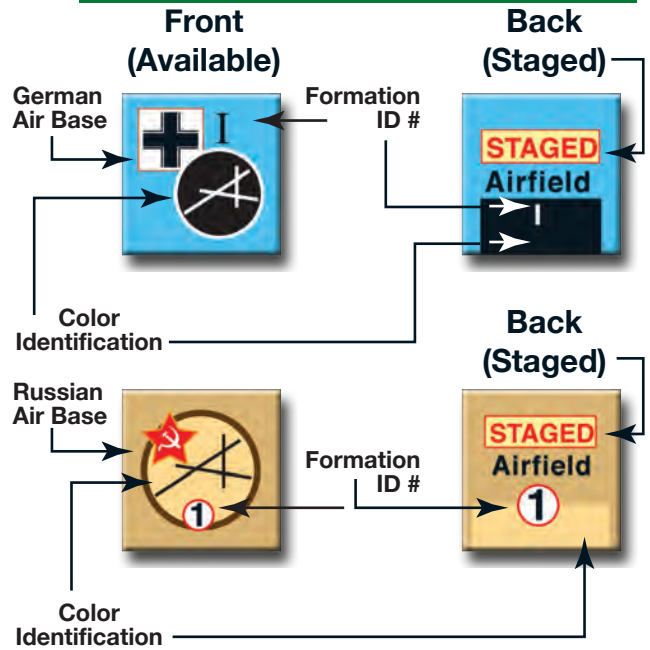 Front
(Available)
Back
(Staged)
German
Air Base
Formation
ID #
I
STAGED
Airfield
I
Color
Identification
Back
(Staged)
Russian
Air Base
Formation
ID #
1
STAGED
Airfield
1
Color
Identification